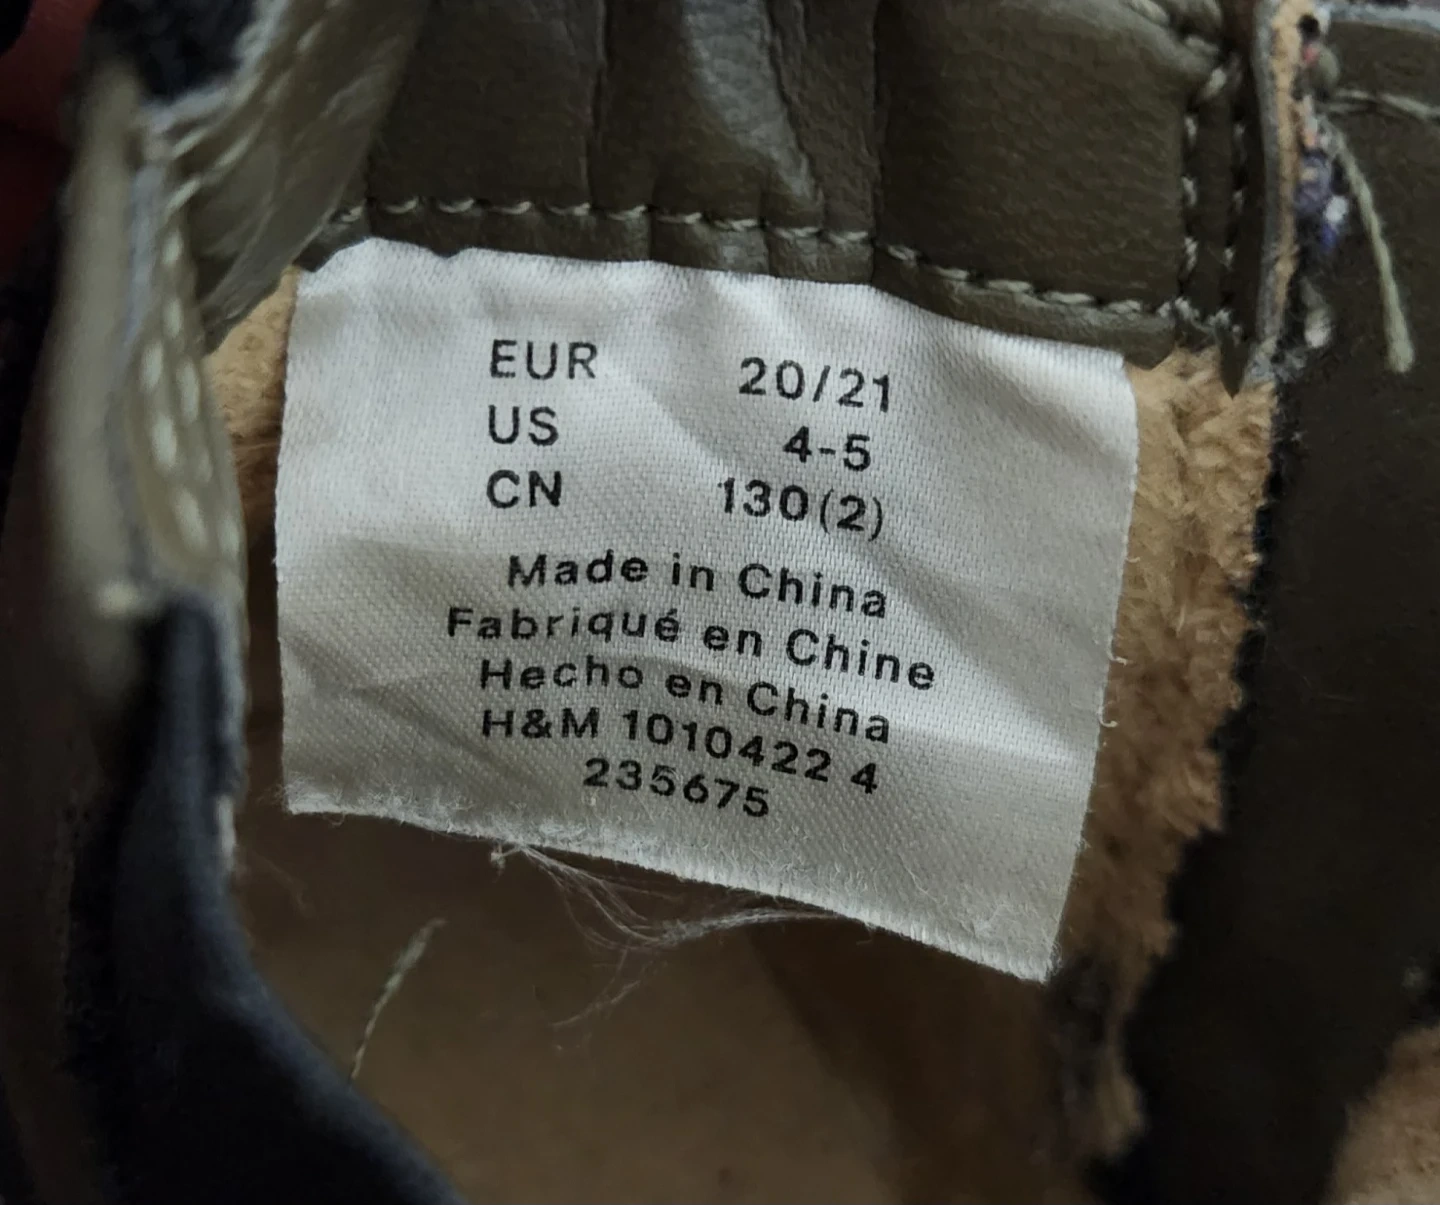 EUR 20/21
US 4-5
CN 130(2)
Made in China
Fabriqué en Chine
Hecho en China
H&M 1010422 4
235675